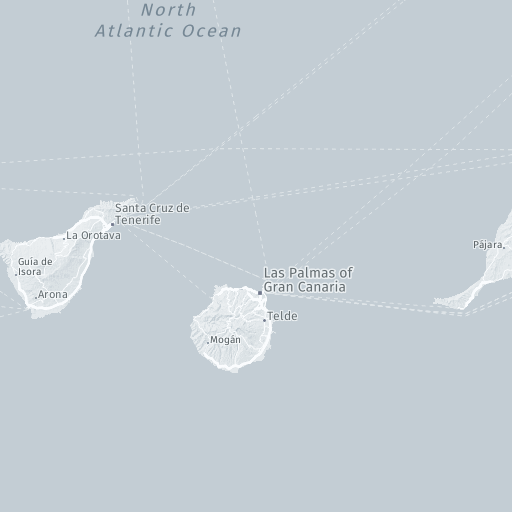 North
Atlantic Ocean
Santa Cruz de
Tenerife
La Orotava
Pájara
Guía de
Isora
Las Palmas of
Gran Canaria
Arona
Telde
Mogán